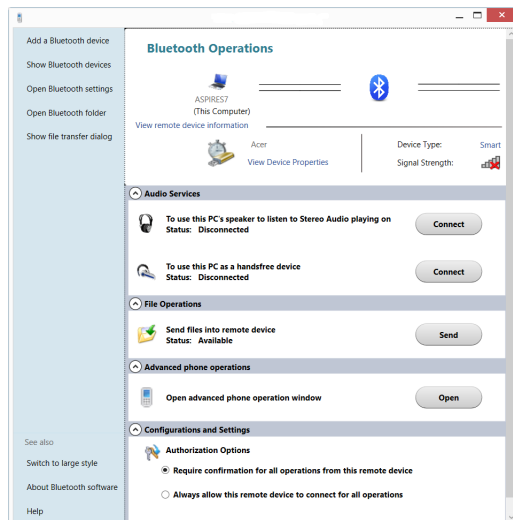 Add a Bluetooth device
Show Bluetooth devices
Open Bluetooth settings
Open Bluetooth folder
Show file transfer dialog
See also
Switch to large style
About Bluetooth software
Help
Bluetooth Operations
ASPIRES7
(This Computer)
View remote device information
Acer
View Device Properties
Device Type: Smart
Signal Strength:
Audio Services
To use this PC's speaker to listen to Stereo Audio playing on
Status: Disconnected
Connect
To use this PC as a handsfree device
Status: Disconnected
Connect
File Operations
Send files into remote device
Status: Available
Send
Advanced phone operations
Open advanced phone operation window
Open
Configurations and Settings
Authorization Options
Require confirmation for all operations from this remote device
Always allow this remote device to connect for all operations